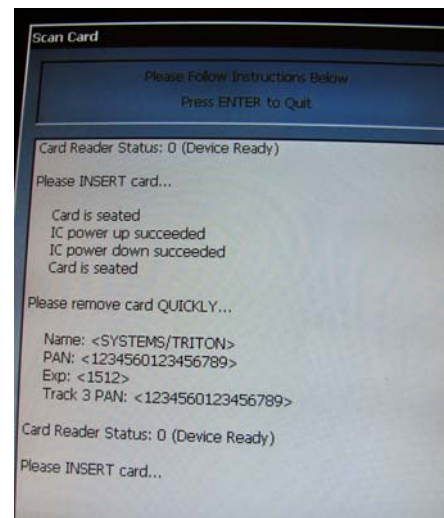 Scan Card
Please Follow Instructions Below
Press ENTER to Quit
Card Reader Status: 0 (Device Ready)
Please INSERT card...
Card is seated
IC power up succeeded
IC power down succeeded
Card is seated
Please remove card QUICKLY...
Name: <SYSTEMS/TRITON>
PAN: <1234560123456789>
Exp: <1512>
Track 3 PAN: <1234560123456789>
Card Reader Status: 0 (Device Ready)
Please INSERT card...